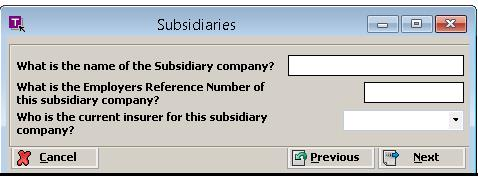 Subsidiaries
What is the name of the Subsidiary company?
What is the Employers Reference Number of
this subsidiary company?
Who is the current insurer for this subsidiary
company?
Cancel
Previous
Next